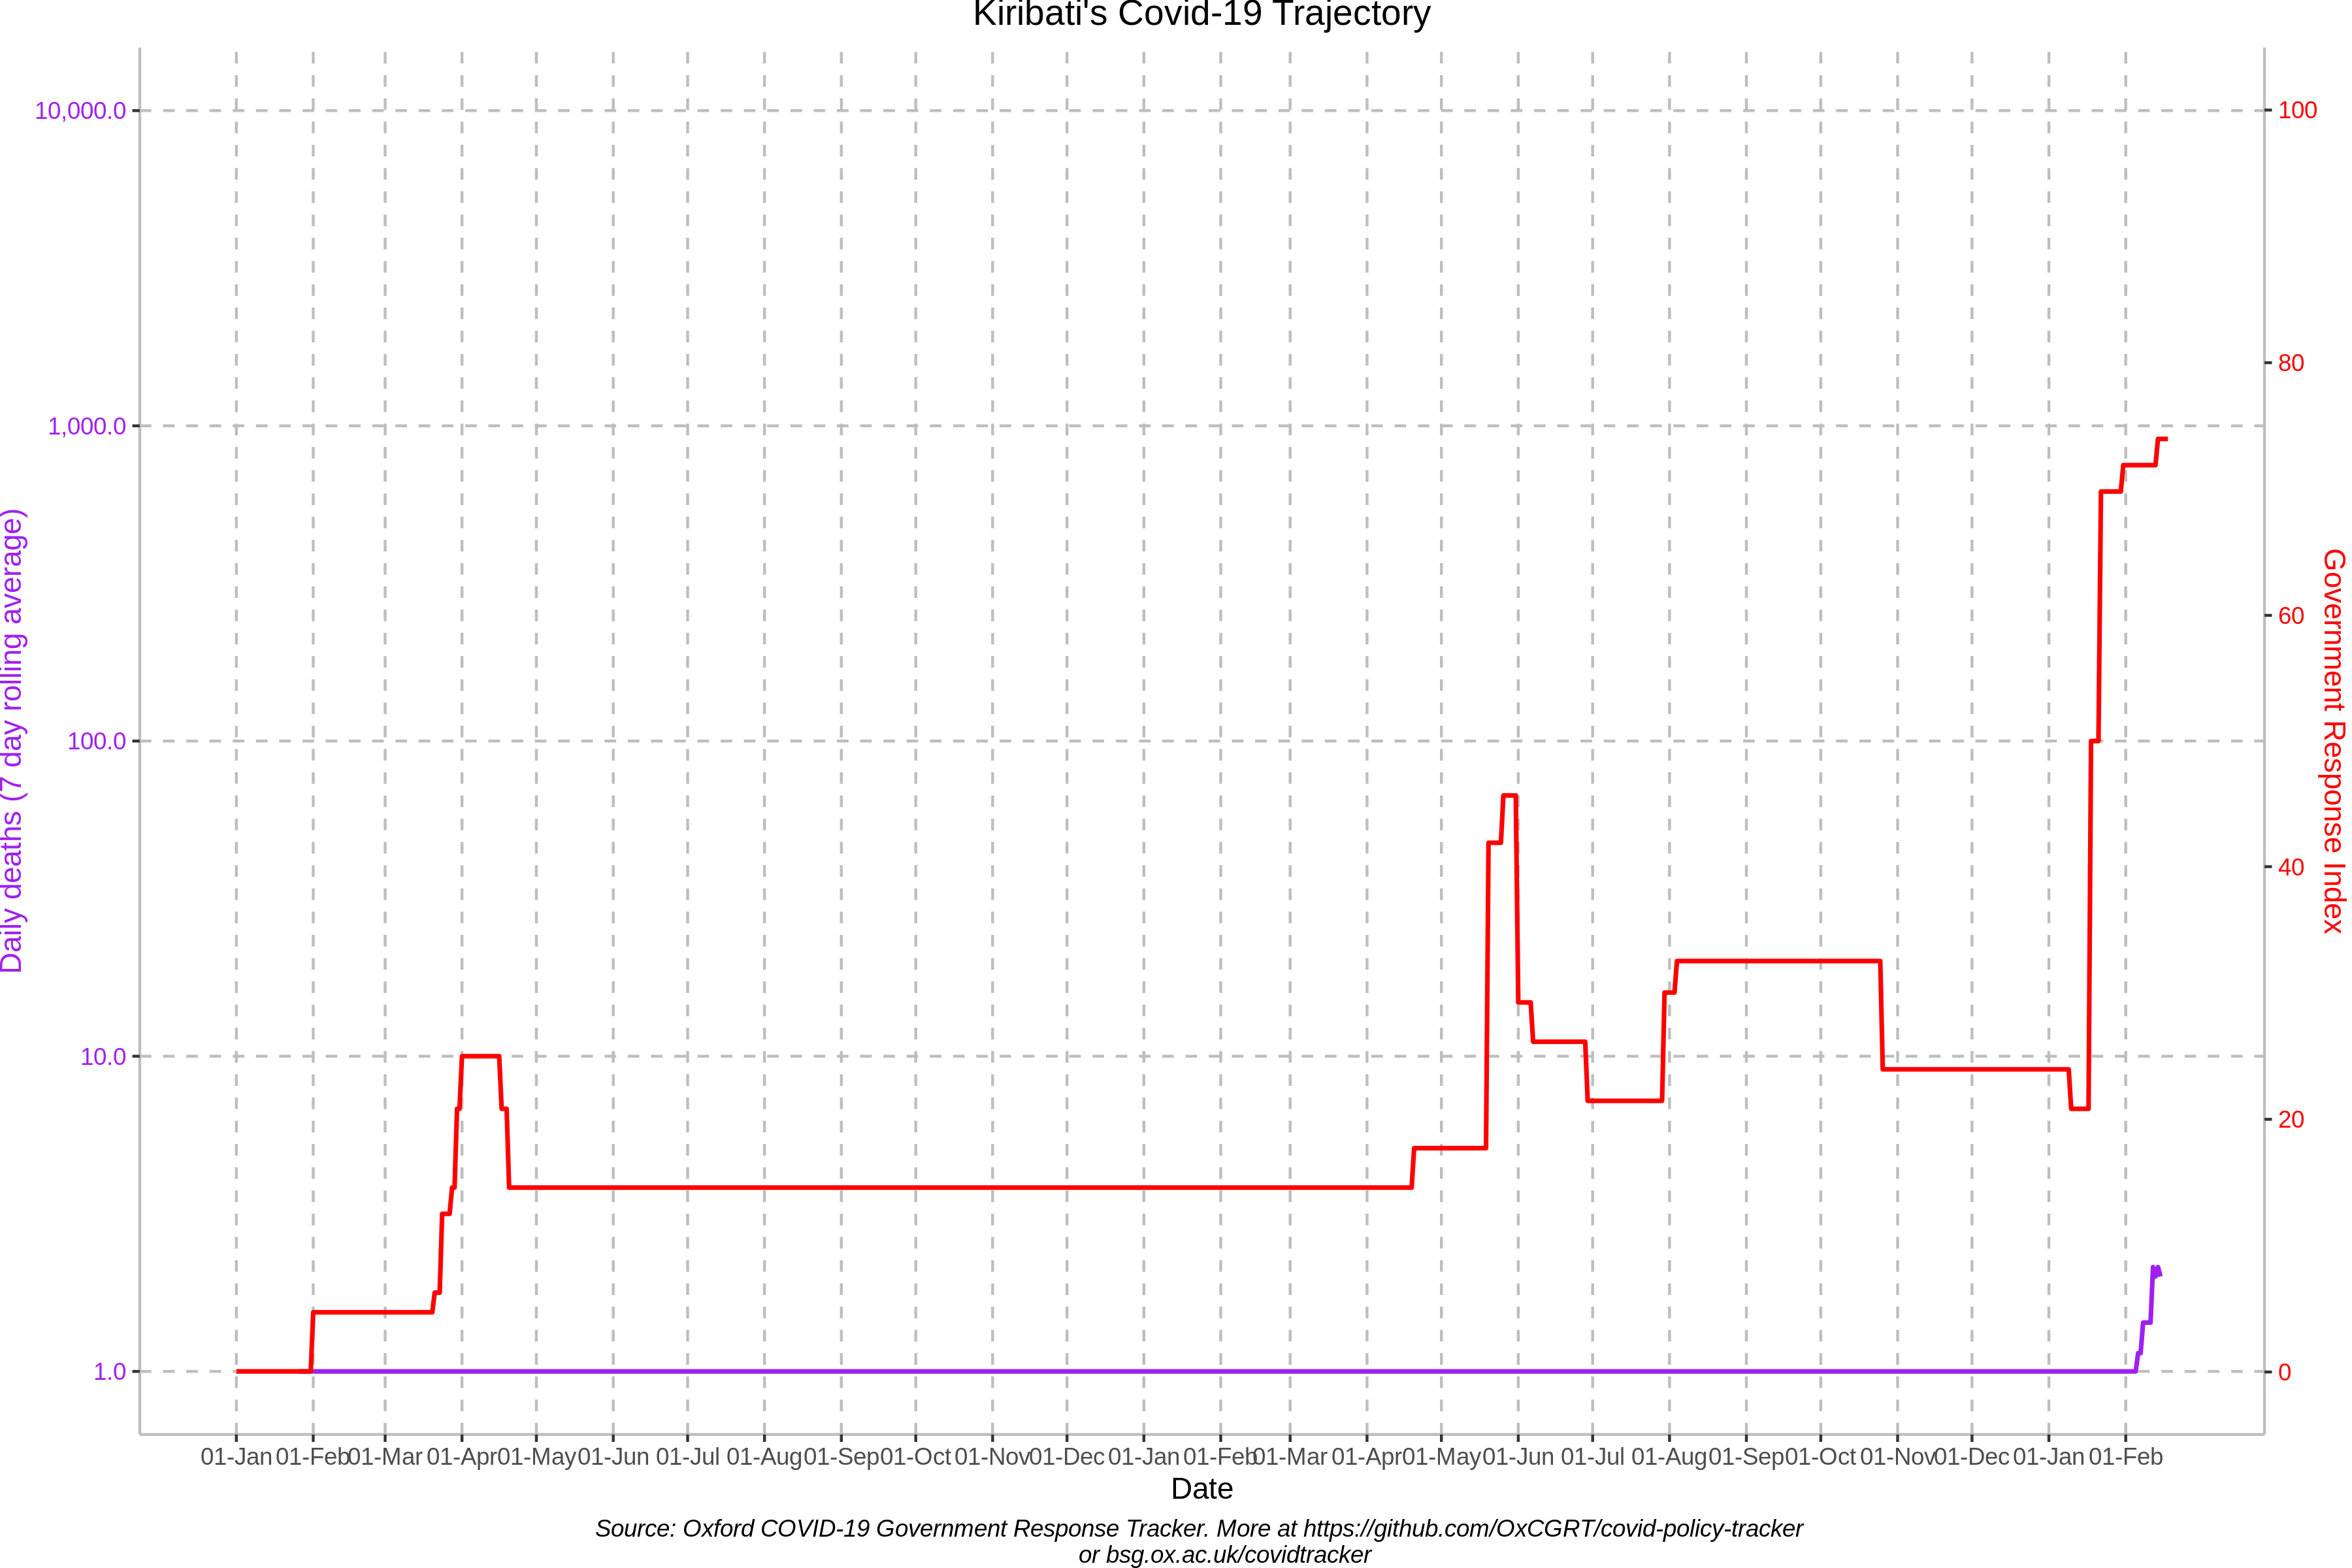 Kiribati's Covid-19 Trajectory
10,000.0
1,000.0
100.0
10.0
1.0
Daily deaths (7 day rolling average)
100
80
60
40
20
0
Government Response Index
01-Jan 01-Feb 01-Mar 01-Apr 01-May 01-Jun 01-Jul 01-Aug 01-Sep 01-Oct 01-Nov 01-Dec 01-Jan 01-Feb 01-Mar 01-Apr 01-May 01-Jun 01-Jul 01-Aug 01-Sep 01-Oct 01-Nov 01-Dec 01-Jan 01-Feb
Date
Source: Oxford COVID-19 Government Response Tracker. More at https://github.com/OxCGRT/covid-policy-tracker
or bsg.ox.ac.uk/covidtracker